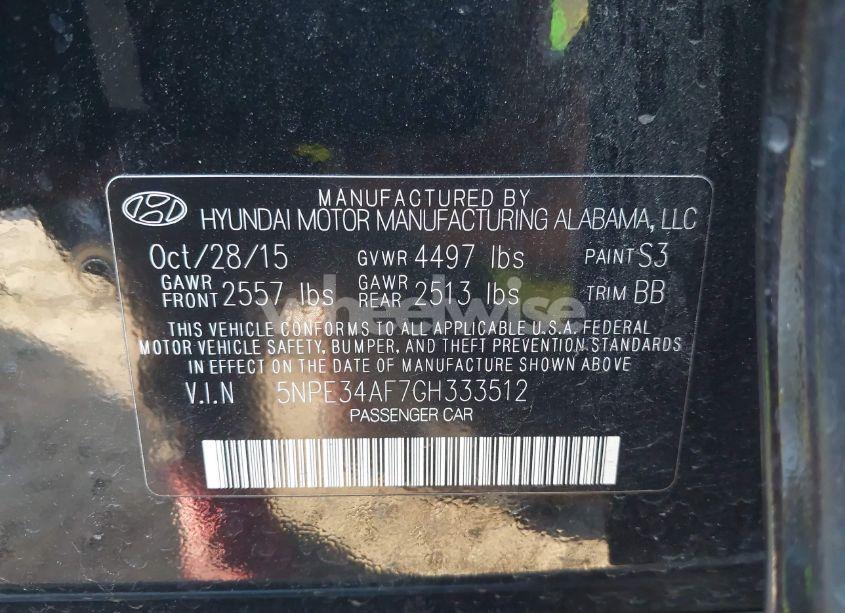 MANUFACTURED BY
HYUNDAI MOTOR MANUFACTURING ALABAMA, LLC
Oct/28/15 GVWR 4497 lbs PAINT S3
GAWR FRONT 2557 lbs GAWR REAR 2513 lbs TRIM BB
wheelwise
THIS VEHICLE CONFORMS TO ALL APPLICABLE U.S.A. FEDERAL
MOTOR VEHICLE SAFETY, BUMPER, AND THEFT PREVENTION STANDARDS
IN EFFECT ON THE DATE OF MANUFACTURE SHOWN ABOVE
V.I.N 5NPE34AF7GH333512
PASSENGER CAR